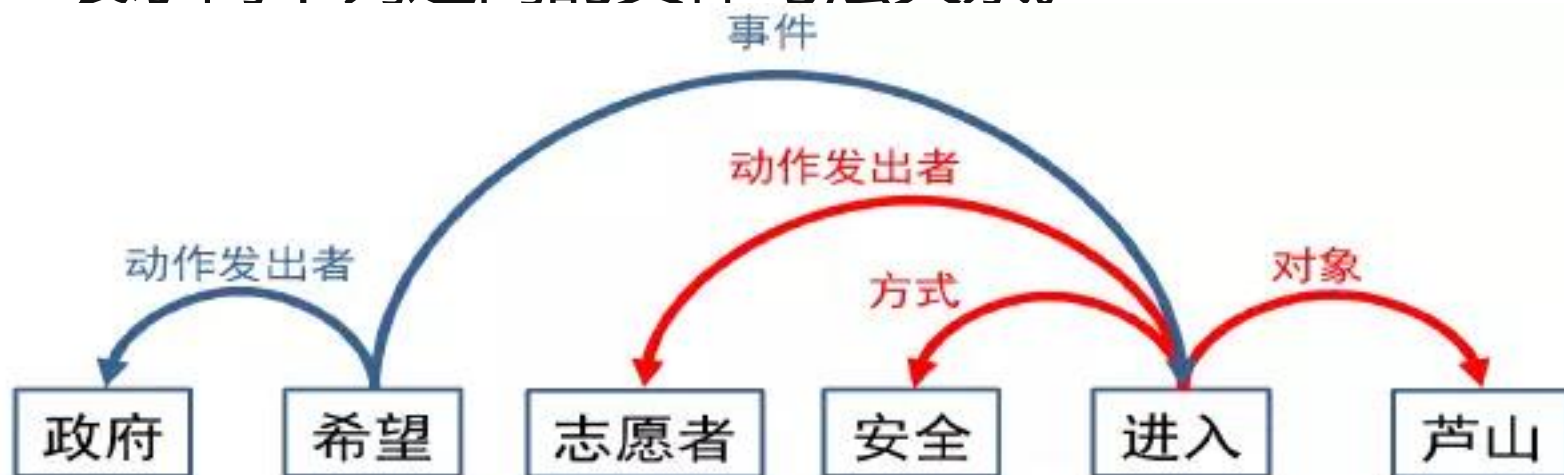 事件
动作发出者
动作发出者
方式
对象
政府 希望 志愿者 安全 进入 芦山